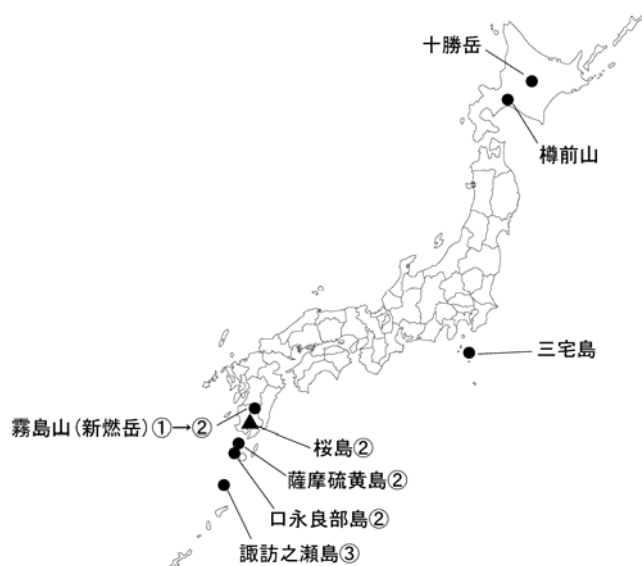 十勝岳
樽前山
三宅島
霧島山(新燃岳)①→②
桜島②
薩摩硫黄島②
口永良部島②
諏訪之瀬島③